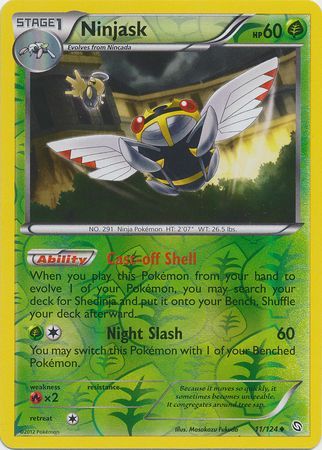 STAGE1 Ninjask HP 60
Evolves from Nincada
NO. 291 Ninja Pokémon HT: 2'07" WT: 26.5 lbs.
Ability Cast-off Shell
When you play this Pokémon from your hand to
evolve 1 of your Pokémon, you may search your
deck for Shedinja and put it onto your Bench. Shuffle
your deck afterward.
Night Slash 60
You may switch this Pokémon with 1 of your Benched
Pokémon.
weakness resistance
×2
retreat
Because it moves so quickly, it
sometimes becomes unseeable.
It congregates around tree sap.
Illus. Masakazu Fukuda 11/124
©2012 Pokémon